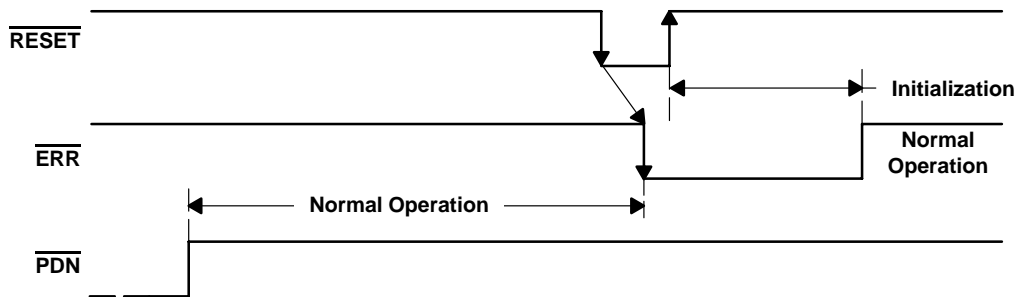 RESET
Initialization
ERR
Normal
Operation
Normal Operation
PDN